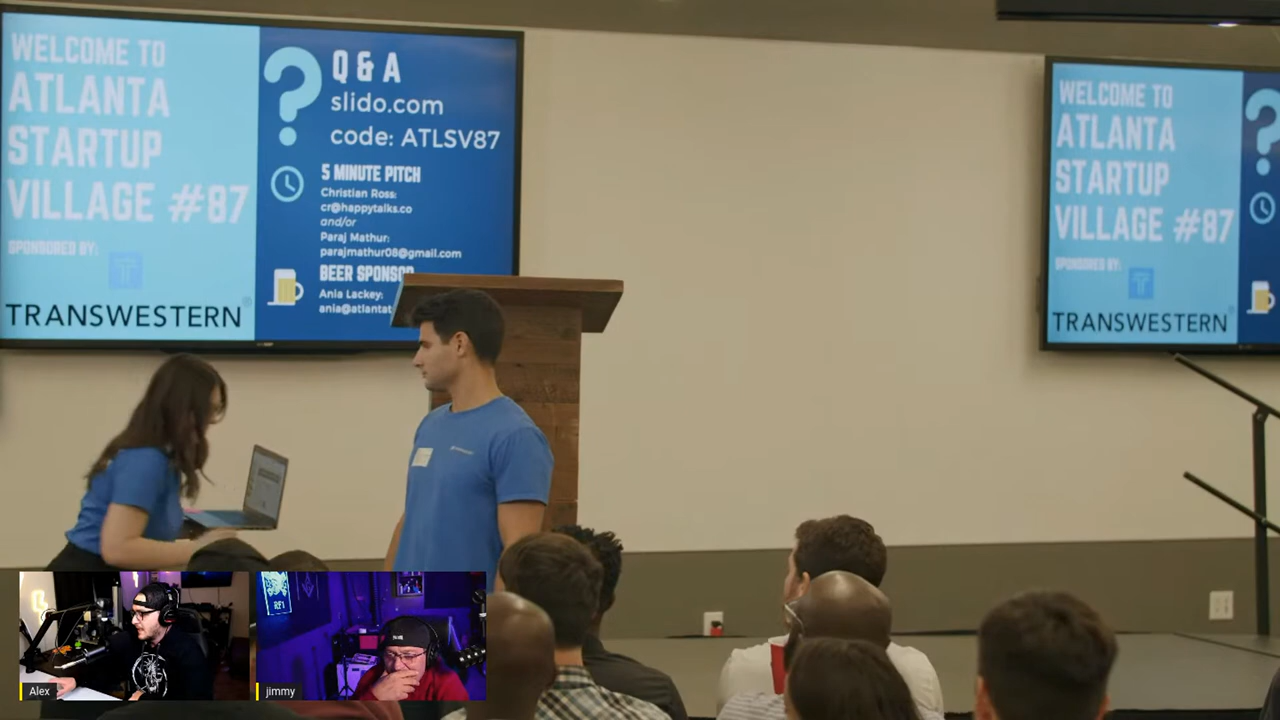 WELCOME TO
ATLANTA
STARTUP
VILLAGE #87
SPONSORED BY:
TRANSWESTERN
Q & A
slido.com
code: ATLSV87
5 MINUTE PITCH
Christian Ross:
cr@happytalks.co
and/or
Paraj Mathur:
parajmathur08@gmail.com
BEER SPONSOR
Ania Lackey:
ania@atlantat
WELCOME TO
ATLANTA
STARTUP
VILLAGE #87
SPONSORED BY:
TRANSWESTERN
Alex
jimmy